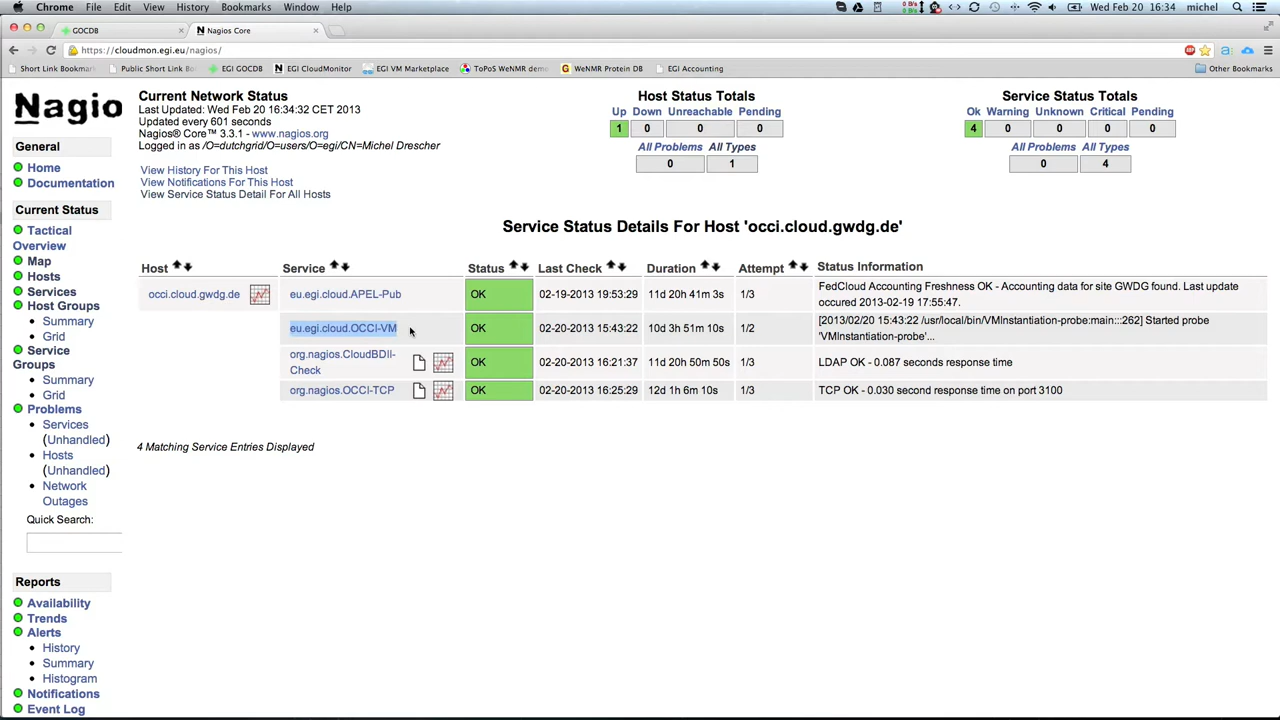 Chrome File Edit View History Bookmarks Window Help Wed Feb 20 16:34 michel
GOCDB Nagios Core
https://cloudmon.egi.eu/nagios/
Short Link Bookmar Public Short Link Bo EGI GOCDB EGI CloudMonitor EGI VM Marketplace ToPoS WeNMR demo WeNMR Protein DB EGI Accounting Other Bookmarks
Nagio
General
Home
Documentation
Current Status
Tactical
Overview
Map
Hosts
Services
Host Groups
Summary
Grid
Service
Groups
Summary
Grid
Problems
Services
(Unhandled)
Hosts
(Unhandled)
Network
Outages
Quick Search:
Reports
Availability
Trends
Alerts
History
Summary
Histogram
Notifications
Event Log
Current Network Status
Last Updated: Wed Feb 20 16:34:32 CET 2013
Updated every 601 seconds
Nagios® Core™ 3.3.1 - www.nagios.org
Logged in as /O=dutchgrid/O=users/O=egi/CN=Michel Drescher
View History For This Host
View Notifications For This Host
View Service Status Detail For All Hosts
Host Status Totals
Up Down Unreachable Pending
1 0 0 0
All Problems All Types
0 1
Service Status Totals
Ok Warning Unknown Critical Pending
4 0 0 0 0
All Problems All Types
0 4
Service Status Details For Host 'occi.cloud.gwdg.de'
Host Service Status Last Check Duration Attempt Status Information
occi.cloud.gwdg.de eu.egi.cloud.APEL-Pub OK 02-19-2013 19:53:29 11d 20h 41m 3s 1/3 FedCloud Accounting Freshness OK - Accounting data for site GWDG found. Last update
occured 2013-02-19 17:55:47.
eu.egi.cloud.OCCI-VM OK 02-20-2013 15:43:22 10d 3h 51m 10s 1/2 [2013/02/20 15:43:22 /usr/local/bin/VMInstantiation-probe:main:::262] Started probe
'VMInstantiation-probe'...
org.nagios.CloudBDII-
Check OK 02-20-2013 16:21:37 11d 20h 50m 50s 1/3 LDAP OK - 0.087 seconds response time
org.nagios.OCCI-TCP OK 02-20-2013 16:25:29 12d 1h 6m 10s 1/3 TCP OK - 0.030 second response time on port 3100
4 Matching Service Entries Displayed